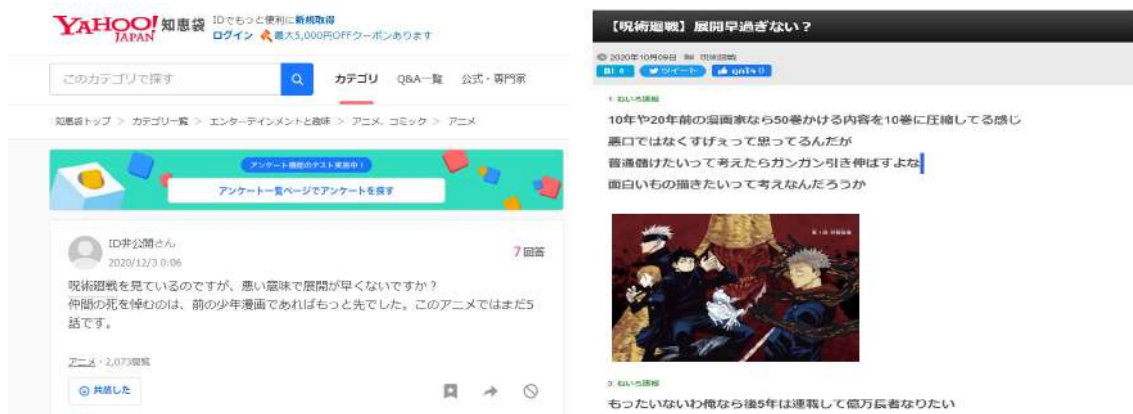 YAHOO!
JAPAN
知恵袋
IDでもっと便利に新規取得
ログイン 最大5,000円OFFクーポンあります
このカテゴリで探す
カテゴリ Q&A一覧 公式・専門家
知恵袋トップ > カテゴリ一覧 > エンターテインメントと趣味 > アニメ、コミック > アニメ
アンケート機能のテスト実施中！
アンケート一覧ページでアンケートを探す
ID非公開さん
2020/12/3 0:06
7回答
呪術廻戦を見ているのですが、悪い意味で展開が早くないですか？
仲間の死を悼むのは、前の少年漫画であればもっと先でした。このアニメではまだ5
話です。
アニメ・2,073閲覧
共感した
【呪術廻戦】展開早過ぎない？
2020年10月09日 呪術廻戦
ツイート
1: ねいろ速報
10年や20年前の漫画家なら50巻かける内容を10巻に圧縮してる感じ
悪口ではなくすげぇって思ってるんだが
普通儲けたいって考えたらガンガン引き伸ばすよな
面白いもの描きたいって考えなんだろうか
3: ねいろ速報
もったいないわ俺なら後5年は連載して億万長者なりたい